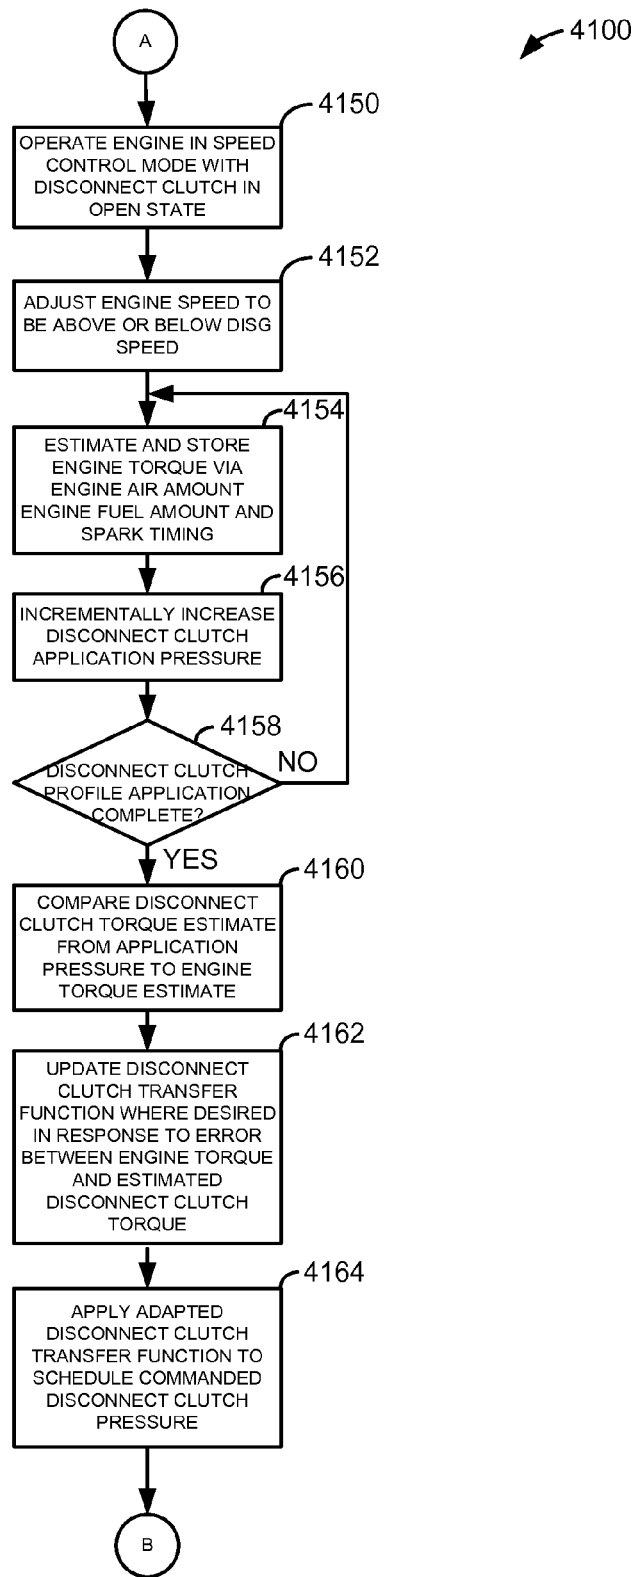 A
4100
4150
OPERATE ENGINE IN SPEED
CONTROL MODE WITH
DISCONNECT CLUTCH IN
OPEN STATE
4152
ADJUST ENGINE SPEED TO
BE ABOVE OR BELOW DISG
SPEED
4154
ESTIMATE AND STORE
ENGINE TORQUE VIA
ENGINE AIR AMOUNT
ENGINE FUEL AMOUNT AND
SPARK TIMING
4156
INCREMENTALLY INCREASE
DISCONNECT CLUTCH
APPLICATION PRESSURE
4158
DISCONNECT CLUTCH
PROFILE APPLICATION
COMPLETE?
NO
YES
4160
COMPARE DISCONNECT
CLUTCH TORQUE ESTIMATE
FROM APPLICATION
PRESSURE TO ENGINE
TORQUE ESTIMATE
4162
UPDATE DISCONNECT
CLUTCH TRANSFER
FUNCTION WHERE DESIRED
IN RESPONSE TO ERROR
BETWEEN ENGINE TORQUE
AND ESTIMATED
DISCONNECT CLUTCH
TORQUE
4164
APPLY ADAPTED
DISCONNECT CLUTCH
TRANSFER FUNCTION TO
SCHEDULE COMMANDED
DISCONNECT CLUTCH
PRESSURE
B